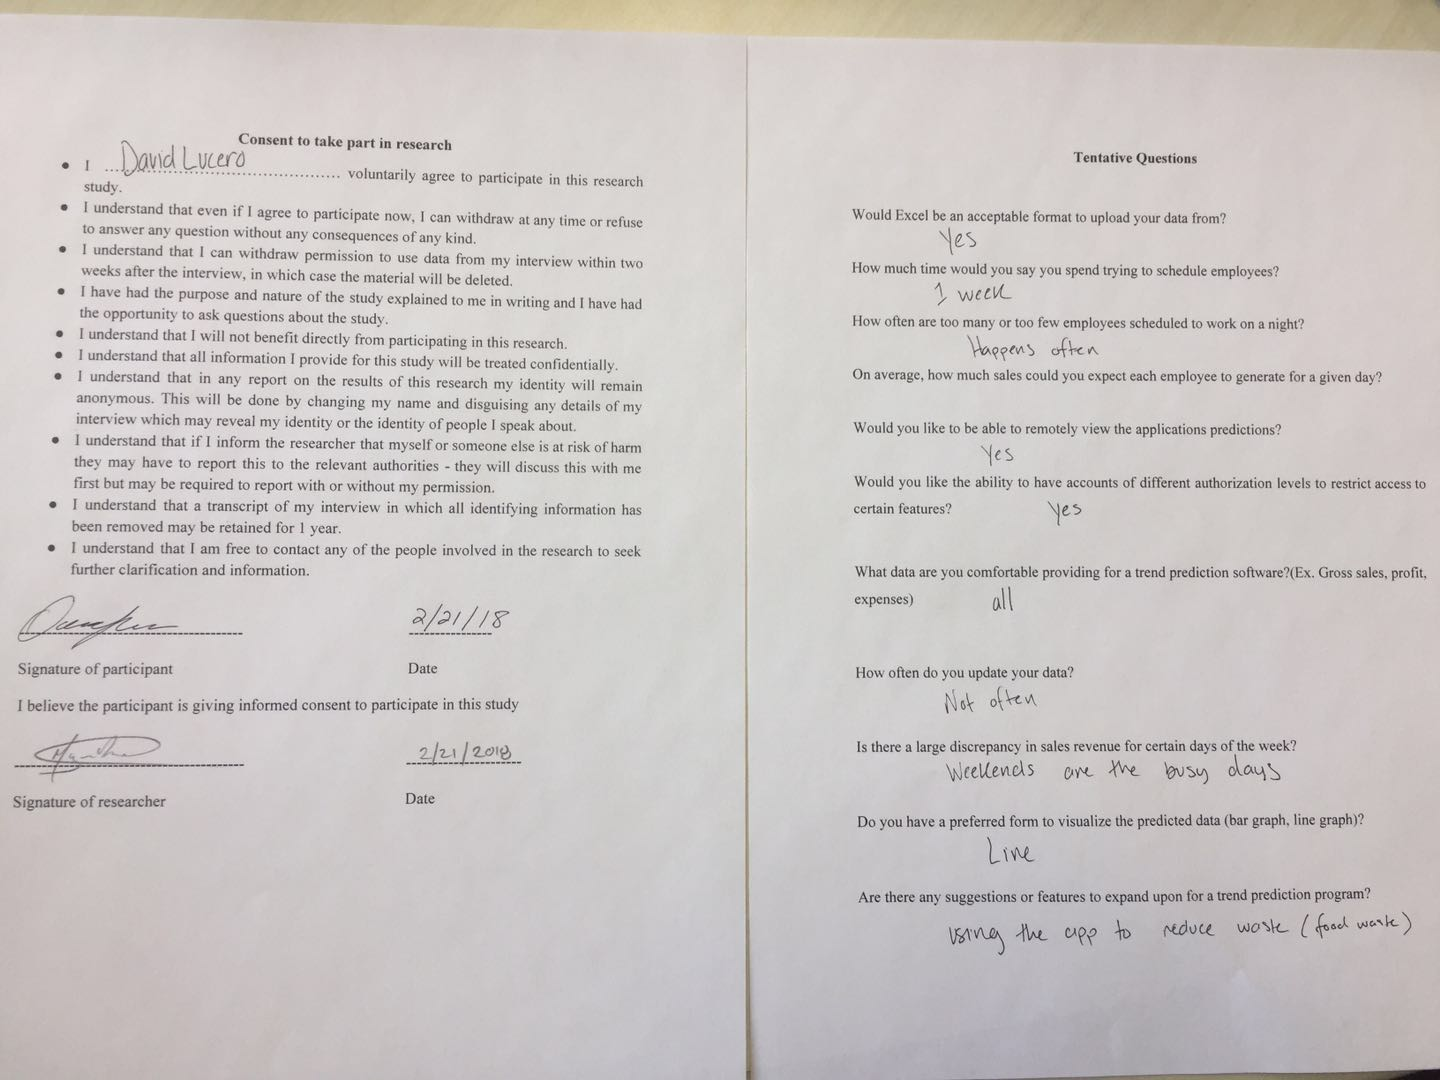 Consent to take part in research
• I ...David Lucero.................... voluntarily agree to participate in this research
study.
• I understand that even if I agree to participate now, I can withdraw at any time or refuse
to answer any question without any consequences of any kind.
• I understand that I can withdraw permission to use data from my interview within two
weeks after the interview, in which case the material will be deleted.
• I have had the purpose and nature of the study explained to me in writing and I have had
the opportunity to ask questions about the study.
• I understand that I will not benefit directly from participating in this research.
• I understand that all information I provide for this study will be treated confidentially.
• I understand that in any report on the results of this research my identity will remain
anonymous. This will be done by changing my name and disguising any details of my
interview which may reveal my identity or the identity of people I speak about.
• I understand that if I inform the researcher that myself or someone else is at risk of harm
they may have to report this to the relevant authorities - they will discuss this with me
first but may be required to report with or without my permission.
• I understand that a transcript of my interview in which all identifying information has
been removed may be retained for 1 year.
• I understand that I am free to contact any of the people involved in the research to seek
further clarification and information.
2/21/18
Signature of participant Date
I believe the participant is giving informed consent to participate in this study
2/21/2018
Signature of researcher Date
Tentative Questions
Would Excel be an acceptable format to upload your data from?
Yes
How much time would you say you spend trying to schedule employees?
1 week
How often are too many or too few employees scheduled to work on a night?
Happens often
On average, how much sales could you expect each employee to generate for a given day?
Would you like to be able to remotely view the applications predictions?
Yes
Would you like the ability to have accounts of different authorization levels to restrict access to
certain features? Yes
What data are you comfortable providing for a trend prediction software?(Ex. Gross sales, profit,
expenses) all
How often do you update your data?
Not often
Is there a large discrepancy in sales revenue for certain days of the week?
Weekends are the busy days
Do you have a preferred form to visualize the predicted data (bar graph, line graph)?
Line
Are there any suggestions or features to expand upon for a trend prediction program?
using the app to reduce waste (food waste)